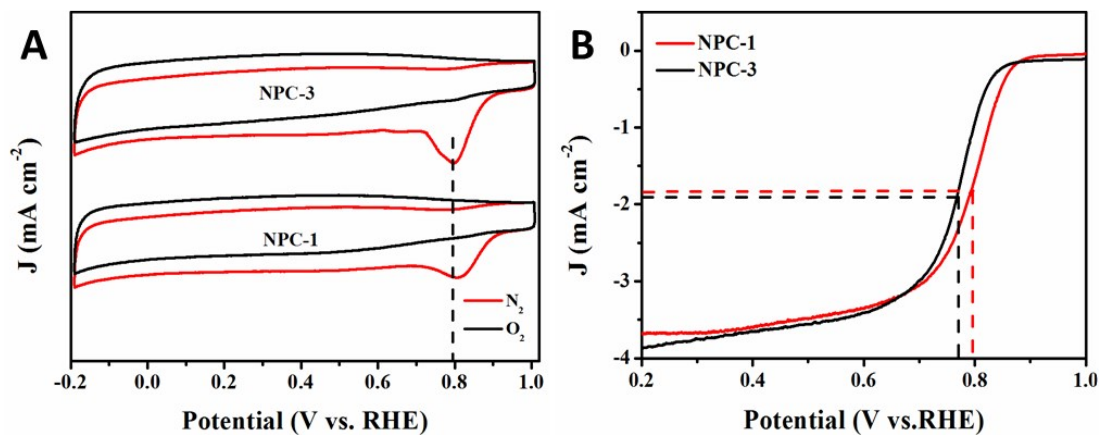 A
J (mA cm⁻²)
NPC-3
NPC-1
N₂
O₂
-0.2 0.0 0.2 0.4 0.6 0.8 1.0
Potential (V vs. RHE)
B
NPC-1
NPC-3
J (mA cm⁻²)
0
-1
-2
-3
-4
0.2 0.4 0.6 0.8 1.0
Potential (V vs.RHE)